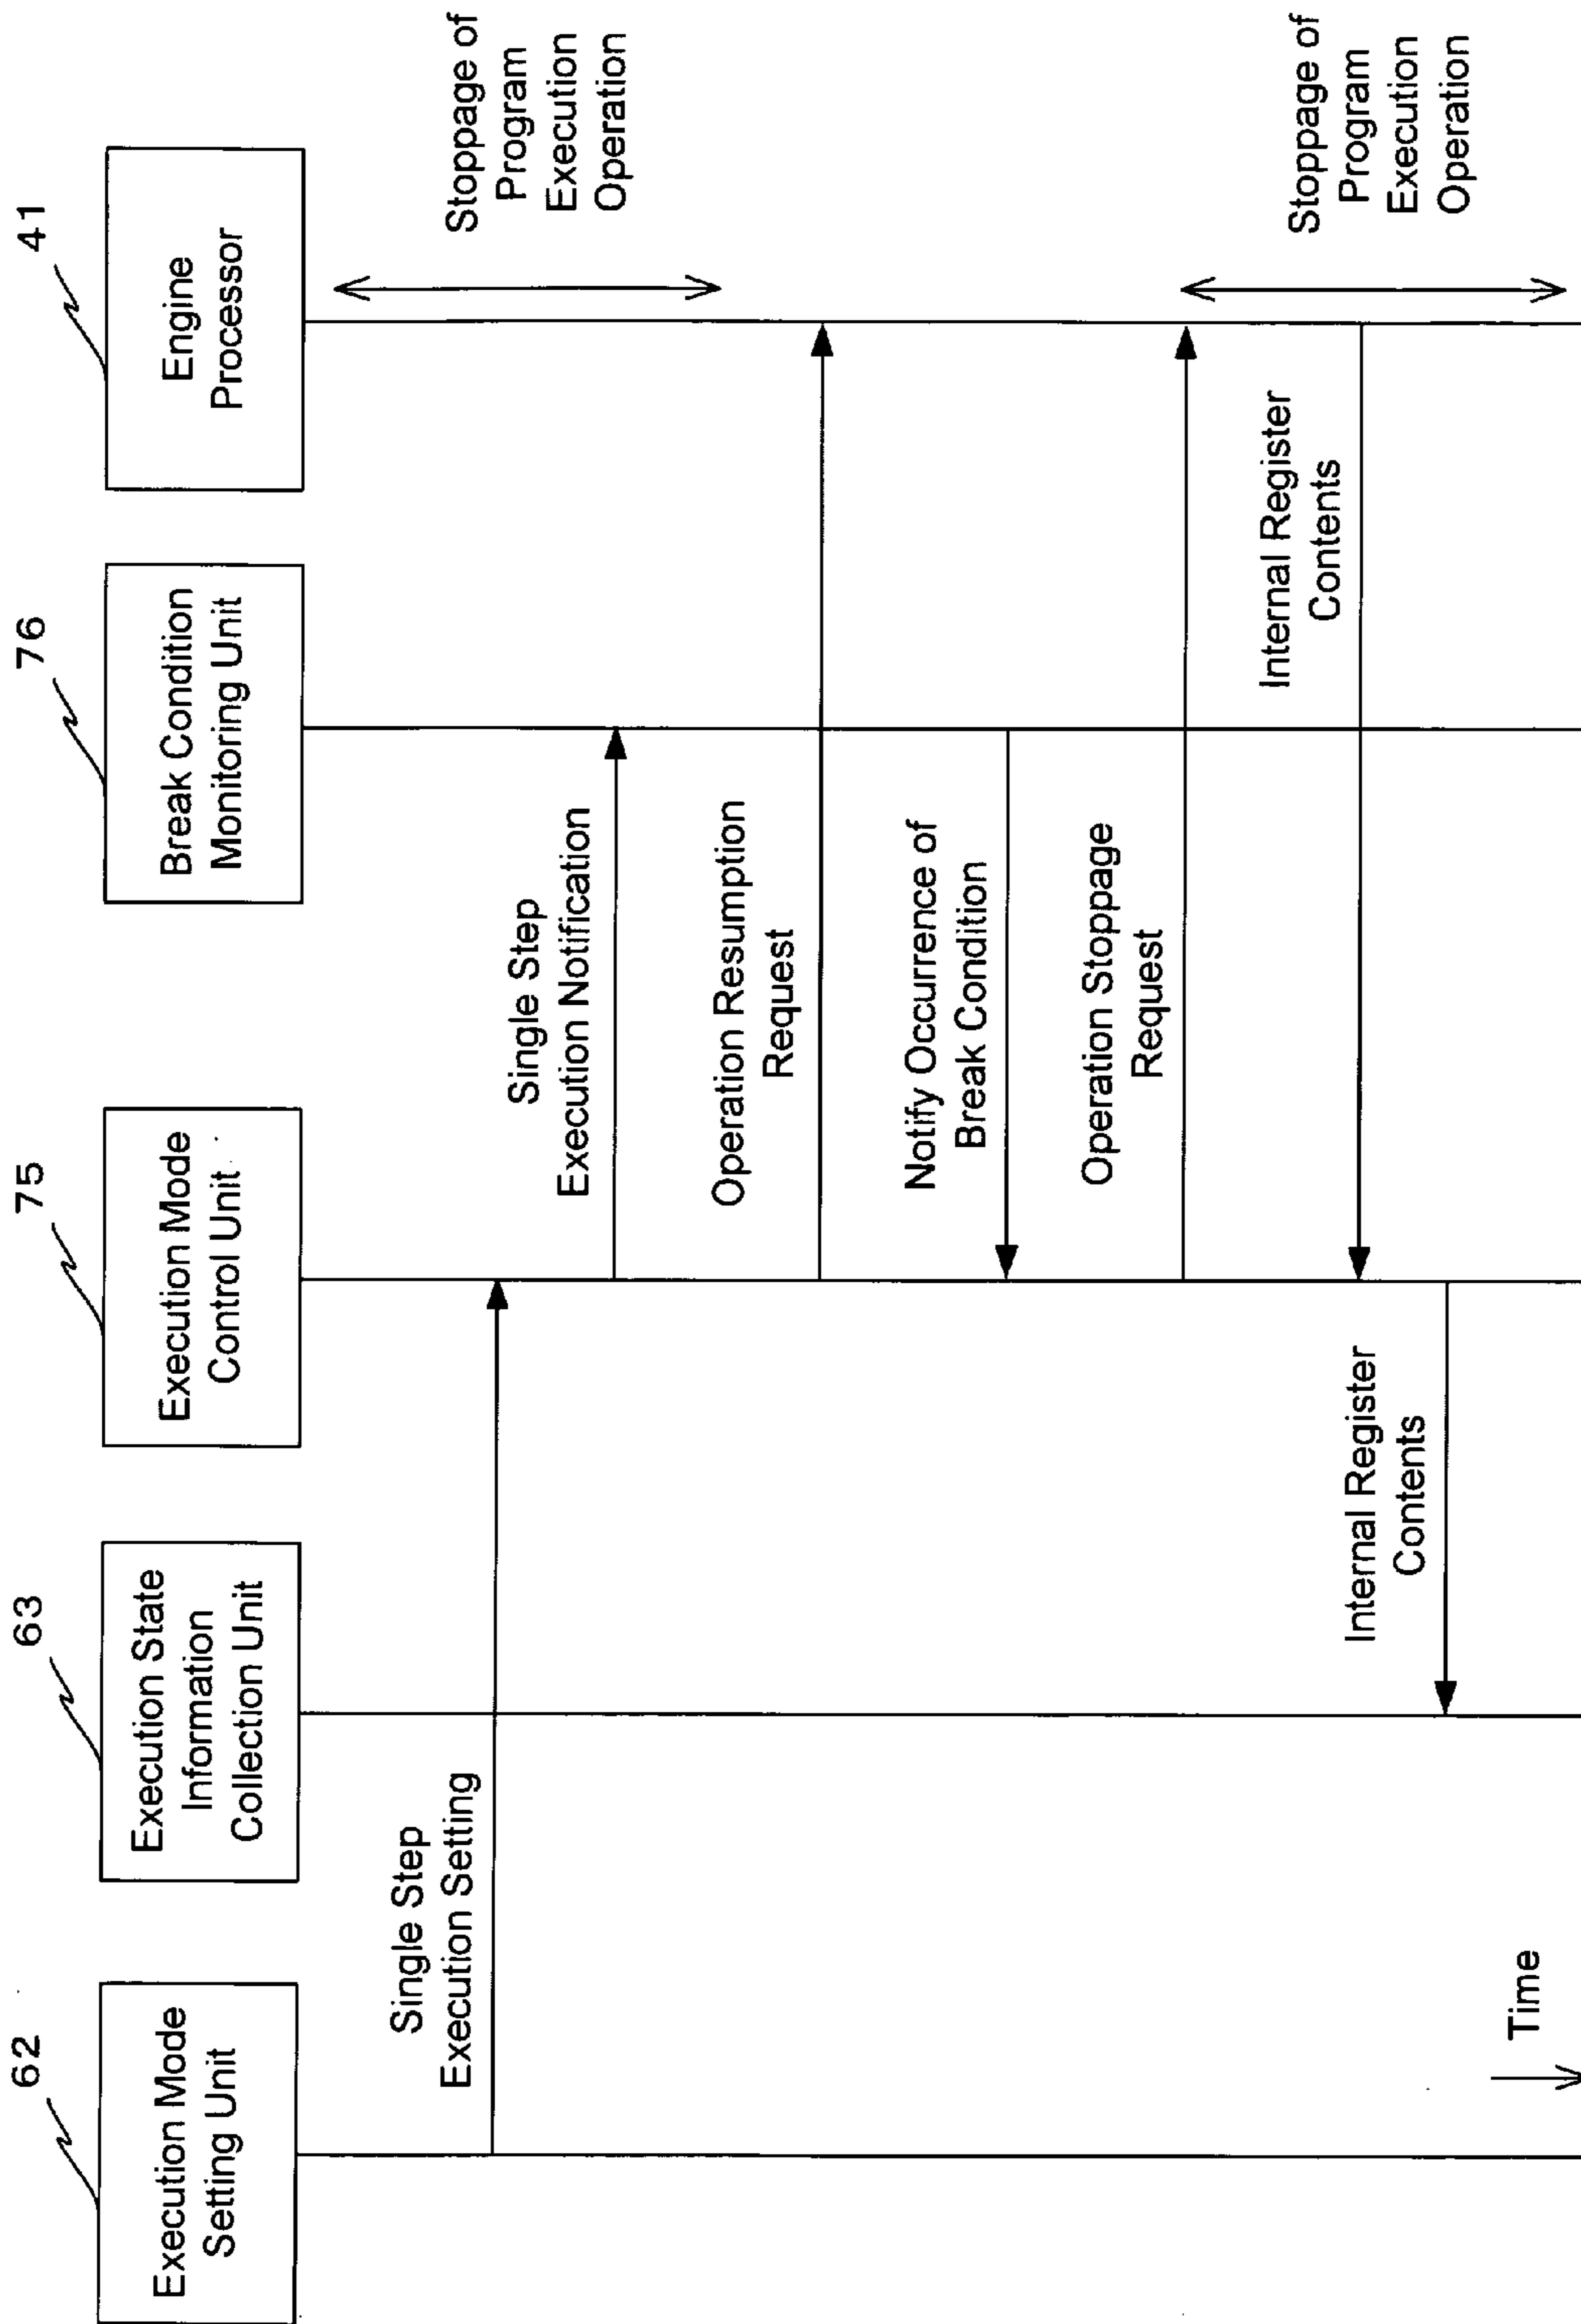 62
Execution Mode
Setting Unit
63
Execution State
Information
Collection Unit
75
Execution Mode
Control Unit
76
Break Condition
Monitoring Unit
41
Engine
Processor
Stoppage of
Program
Execution
Operation
Single Step
Execution Setting
Single Step
Execution Notification
Operation Resumption
Request
Notify Occurrence of
Break Condition
Operation Stoppage
Request
Stoppage of
Program
Execution
Operation
Internal Register
Contents
Internal Register
Contents
Time